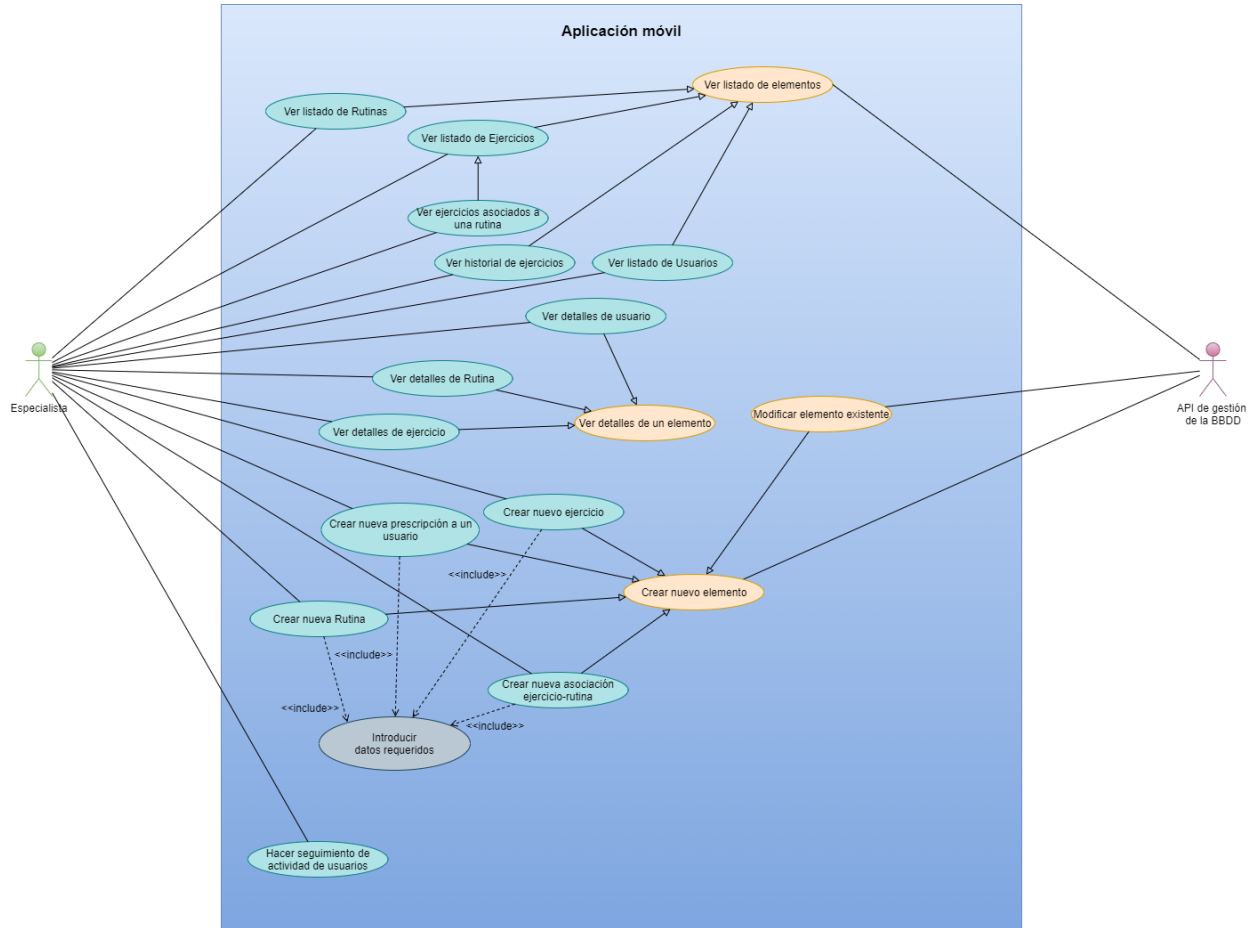 Aplicación móvil
Ver listado de elementos
Ver listado de Rutinas
Ver listado de Ejercicios
Ver ejercicios asociados a
una rutina
Ver historial de ejercicios
Ver listado de Usuarios
Ver detalles de usuario
Ver detalles de Rutina
Especialista
API de gestión
de la BBDD
Modificar elemento existente
Ver detalles de un elemento
Ver detalles de ejercicio
Crear nuevo ejercicio
Crear nueva prescripción a un
usuario
<<include>>
Crear nuevo elemento
Crear nueva Rutina
<<include>>
Crear nueva asociación
ejercicio-rutina
<<include>>
<<include>>
Introducir
datos requeridos
Hacer seguimiento de
actividad de usuarios